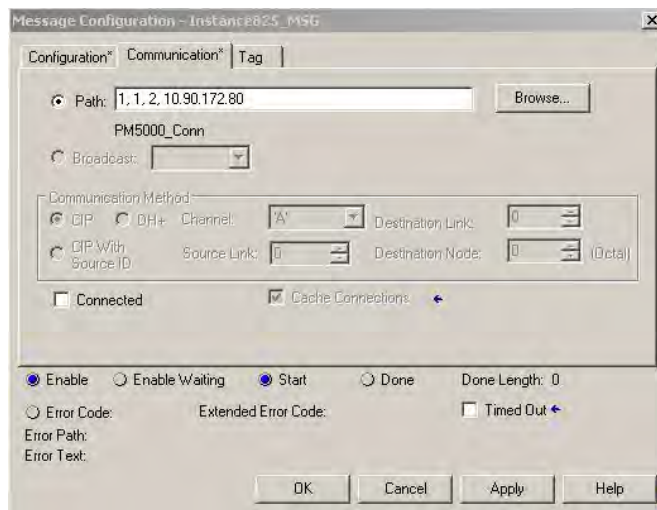 Message Configuration - Instance825_MSG
Configuration* Communication* Tag
Path: 1, 1, 2, 10.90.172.80 Browse...
PM5000_Conn
Broadcast:
Communication Method
CIP DH+ Channel: 'A' Destination Link: 0
CIP With Source ID Source Link: 0 Destination Node: 0 (Octal)
Connected Cache Connections
Enable Enable Waiting Start Done Done Length: 0
Error Code: Extended Error Code: Timed Out
Error Path:
Error Text:
OK Cancel Apply Help